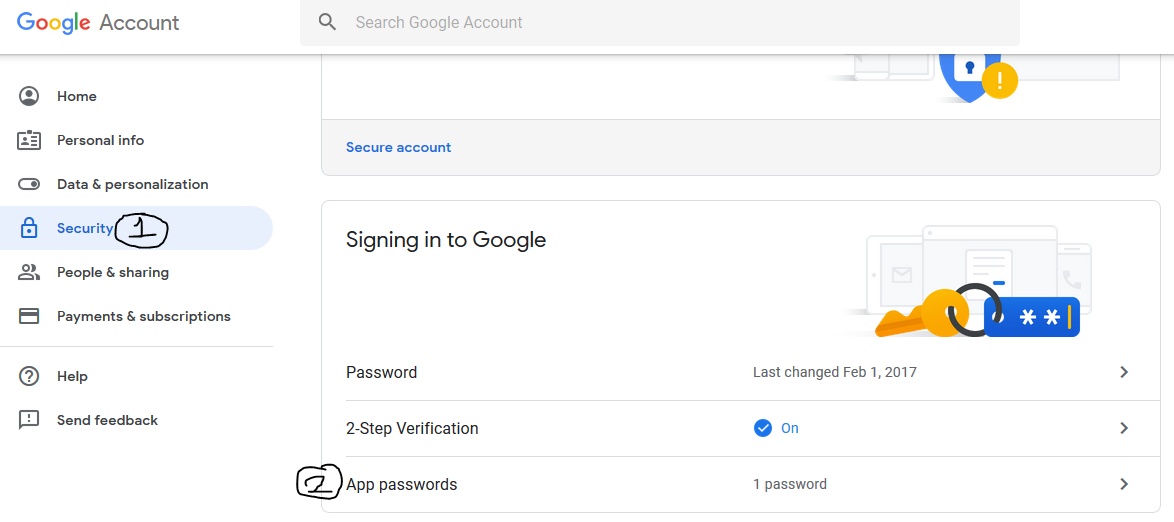 Google Account
Search Google Account
Home
Personal info
Data & personalization
Security 1
People & sharing
Payments & subscriptions
Help
Send feedback
Secure account
Signing in to Google
**
Password Last changed Feb 1, 2017
2-Step Verification On
2 App passwords 1 password